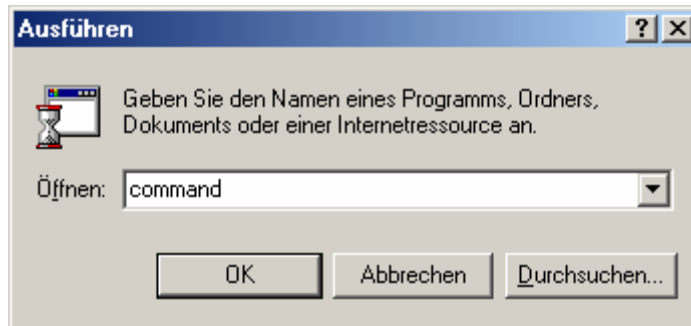 Ausführen
Geben Sie den Namen eines Programms, Ordners,
Dokuments oder einer Internetressource an.
Öffnen: command
OK Abbrechen Durchsuchen...